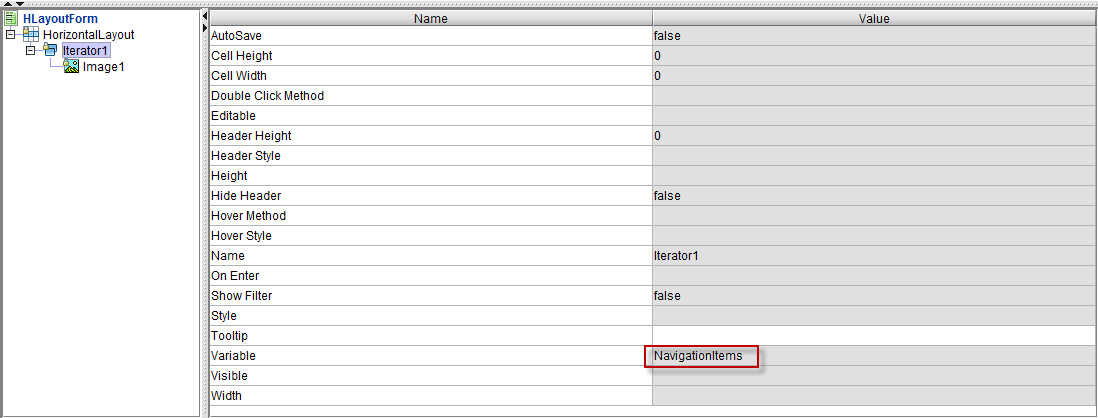 HLayoutForm
HorizontalLayout
Iterator1
Image1
Name Value
AutoSave false
Cell Height 0
Cell Width 0
Double Click Method
Editable
Header Height 0
Header Style
Height
Hide Header false
Hover Method
Hover Style
Name Iterator1
On Enter
Show Filter false
Style
Tooltip
Variable NavigationItems
Visible
Width